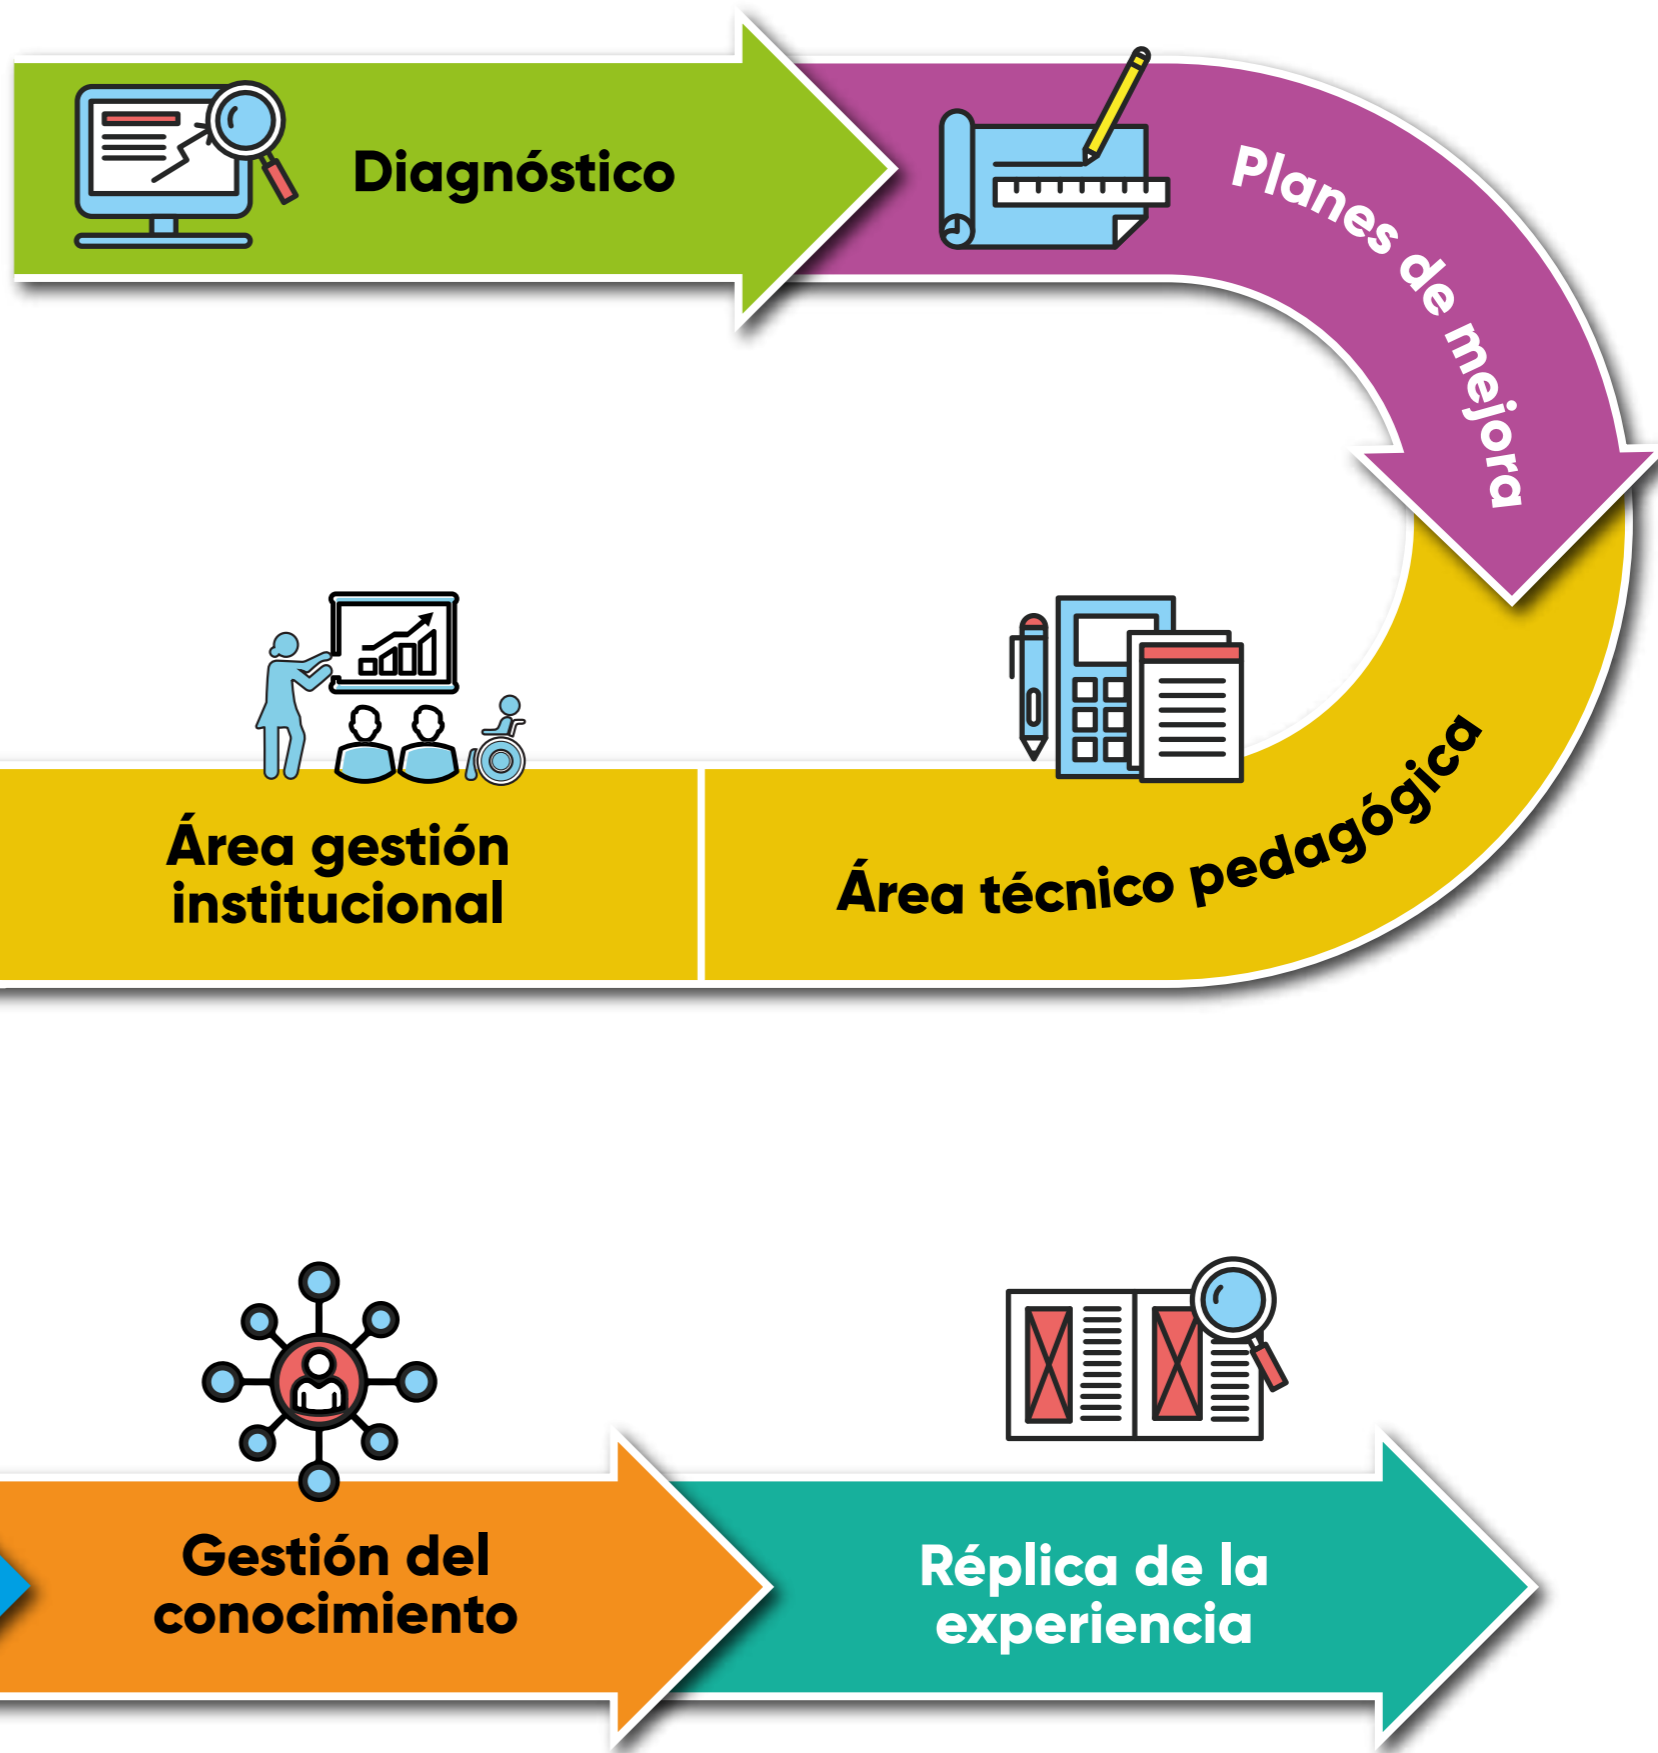 Diagnóstico
Planes de mejora
Área gestión
institucional
Área técnico pedagógica
Gestión del
conocimiento
Réplica de la
experiencia